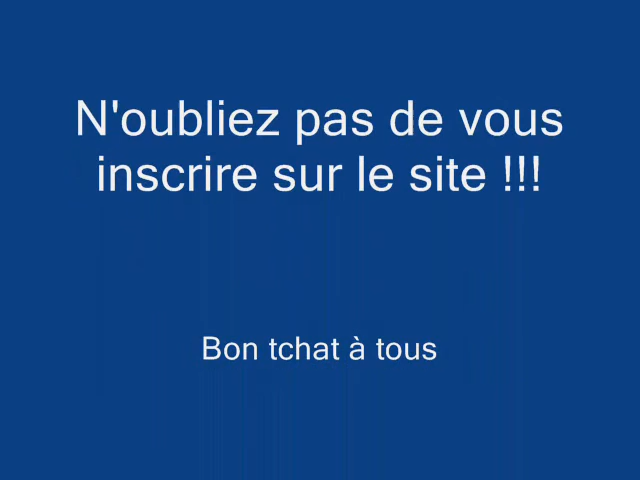 N'oubliez pas de vous
inscrire sur le site !!!
Bon tchat à tous